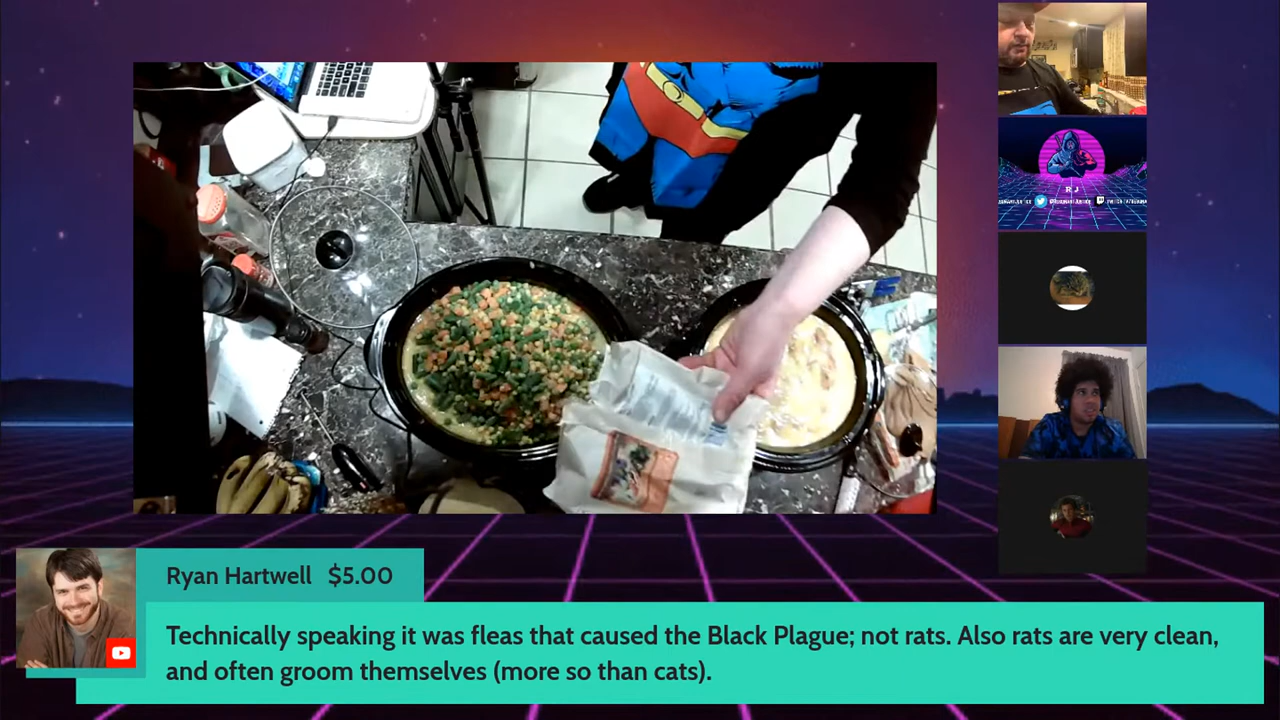 R J
Ryan Hartwell $5.00
Technically speaking it was fleas that caused the Black Plague; not rats. Also rats are very clean,
and often groom themselves (more so than cats).